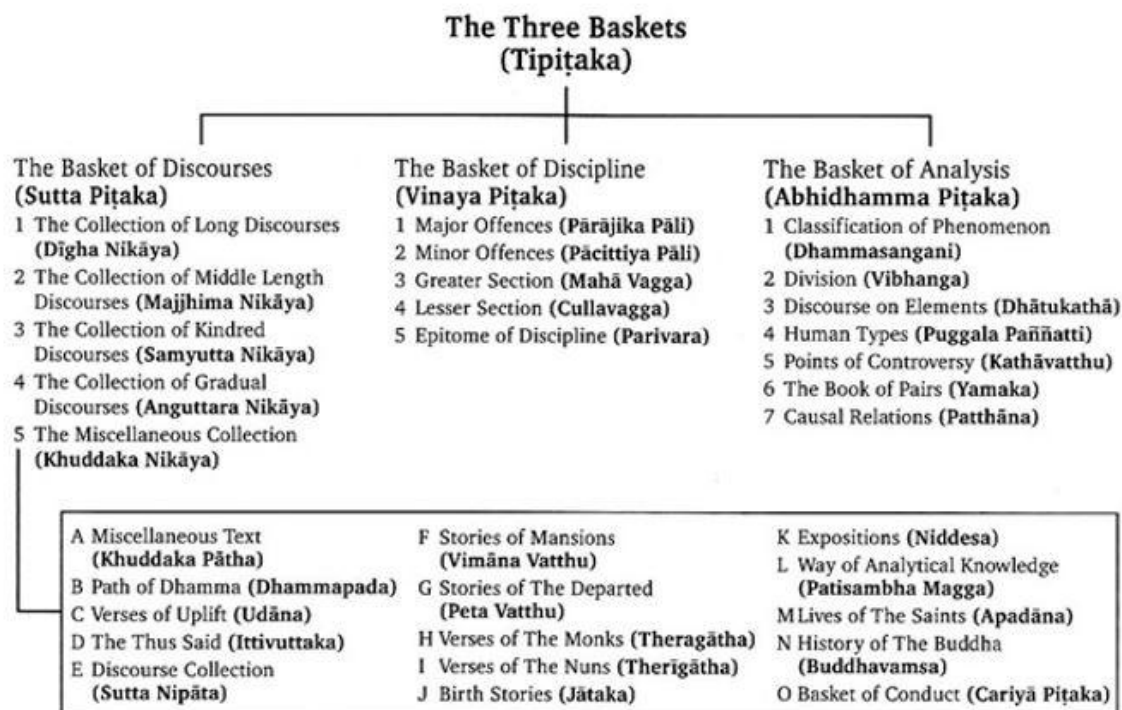 The Three Baskets
(Tipiṭaka)
The Basket of Discourses
(Sutta Piṭaka)
1 The Collection of Long Discourses
(Dīgha Nikāya)
2 The Collection of Middle Length
Discourses (Majjhima Nikāya)
3 The Collection of Kindred
Discourses (Samyutta Nikāya)
4 The Collection of Gradual
Discourses (Anguttara Nikāya)
5 The Miscellaneous Collection
(Khuddaka Nikāya)
The Basket of Discipline
(Vinaya Piṭaka)
1 Major Offences (Pārājika Pāli)
2 Minor Offences (Pācittiya Pāli)
3 Greater Section (Mahā Vagga)
4 Lesser Section (Cullavagga)
5 Epitome of Discipline (Parivara)
The Basket of Analysis
(Abhidhamma Piṭaka)
1 Classification of Phenomenon
(Dhammasangani)
2 Division (Vibhanga)
3 Discourse on Elements (Dhātukathā)
4 Human Types (Puggala Paññatti)
5 Points of Controversy (Kathāvatthu)
6 The Book of Pairs (Yamaka)
7 Causal Relations (Patthāna)
A Miscellaneous Text
(Khuddaka Pātha)
B Path of Dhamma (Dhammapada)
C Verses of Uplift (Udāna)
D The Thus Said (Ittivuttaka)
E Discourse Collection
(Sutta Nipāta)
F Stories of Mansions
(Vimāna Vatthu)
G Stories of The Departed
(Peta Vatthu)
H Verses of The Monks (Theragātha)
I Verses of The Nuns (Therīgātha)
J Birth Stories (Jātaka)
K Expositions (Niddesa)
L Way of Analytical Knowledge
(Patisambha Magga)
M Lives of The Saints (Apadāna)
N History of The Buddha
(Buddhavamsa)
O Basket of Conduct (Cariyā Piṭaka)